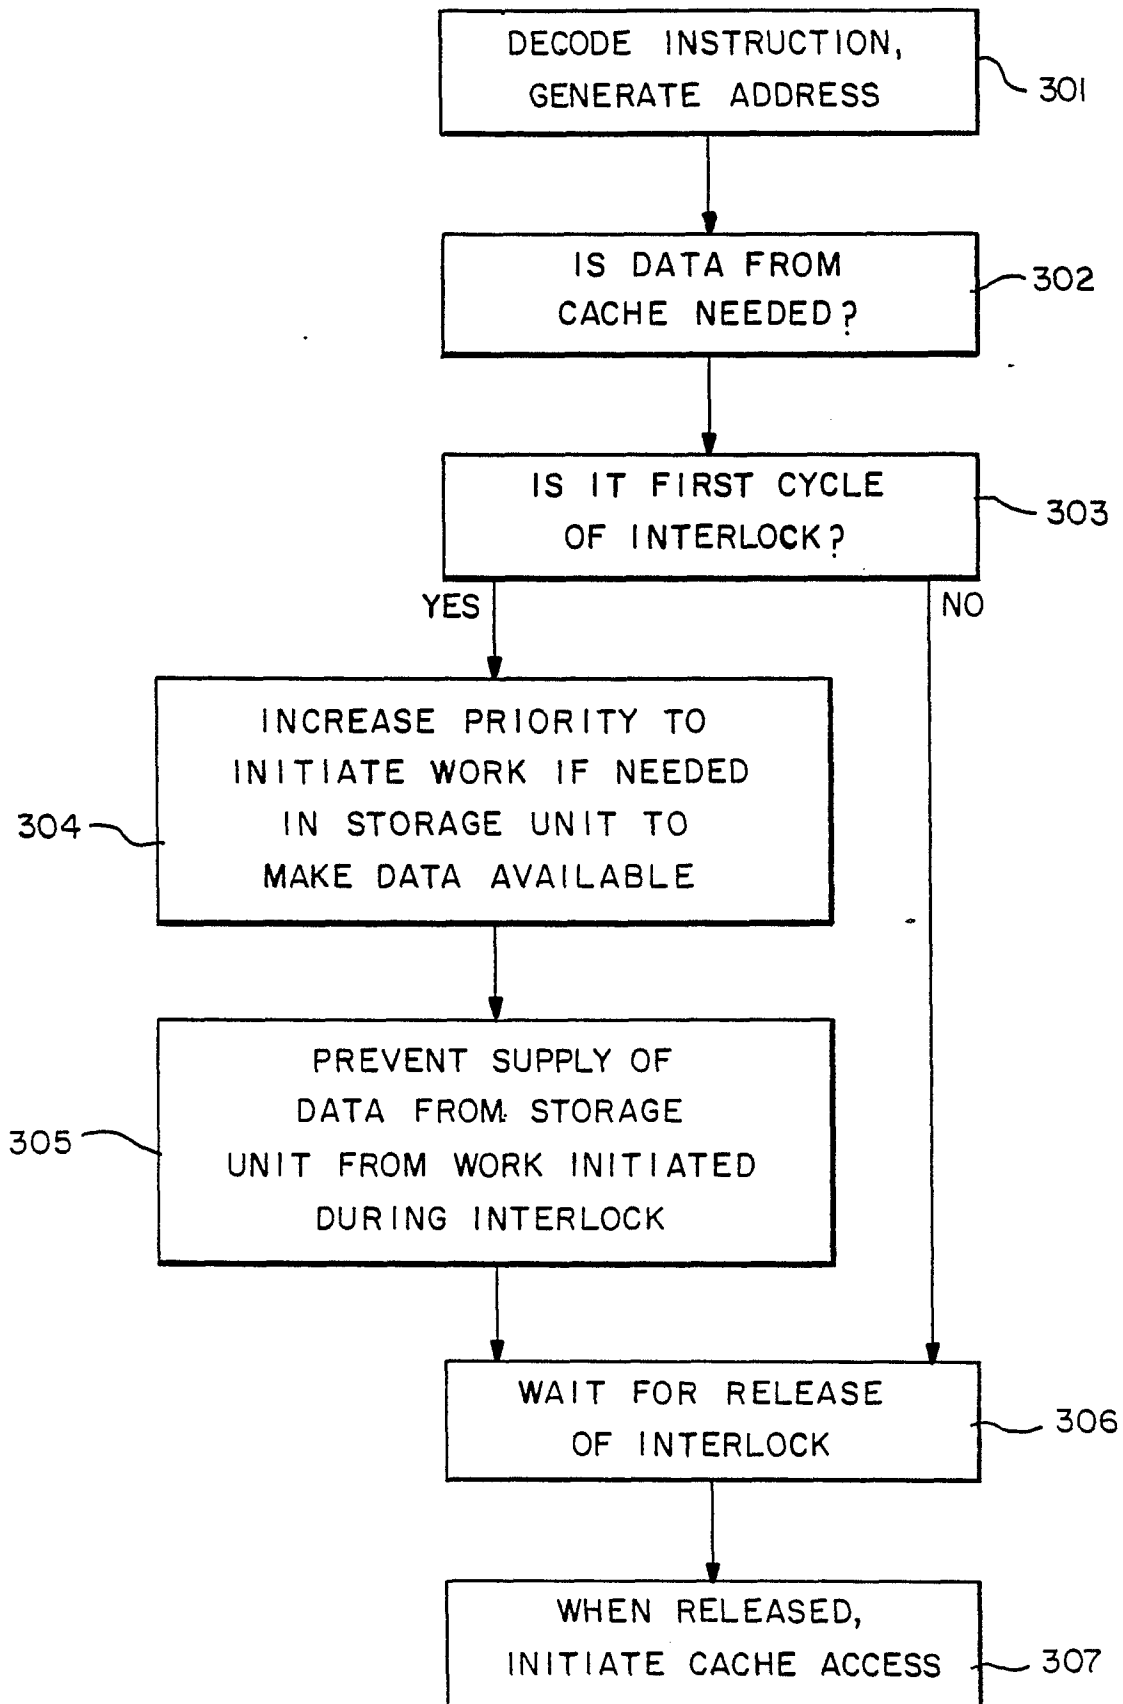 DECODE INSTRUCTION,
GENERATE ADDRESS
301
IS DATA FROM
CACHE NEEDED?
302
IS IT FIRST CYCLE
OF INTERLOCK?
303
YES
NO
INCREASE PRIORITY TO
INITIATE WORK IF NEEDED
IN STORAGE UNIT TO
MAKE DATA AVAILABLE
304
PREVENT SUPPLY OF
DATA FROM STORAGE
UNIT FROM WORK INITIATED
DURING INTERLOCK
305
WAIT FOR RELEASE
OF INTERLOCK
306
WHEN RELEASED,
INITIATE CACHE ACCESS
307